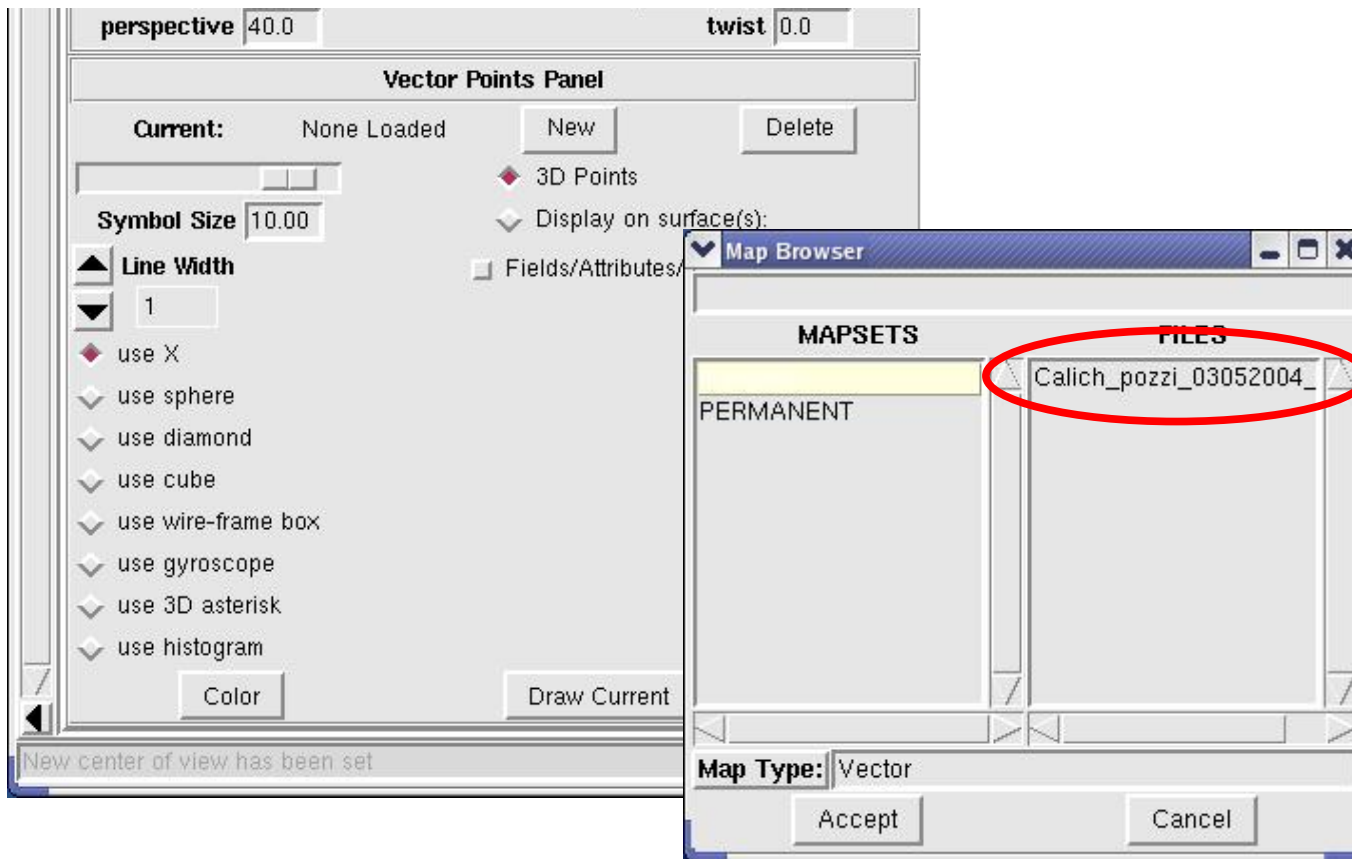 perspective 40.0 twist 0.0
Vector Points Panel
Current: None Loaded New Delete
3D Points
Symbol Size 10.00 Display on surface(s):
Line Width Fields/Attributes/
1
use X
use sphere
use diamond
use cube
use wire-frame box
use gyroscope
use 3D asterisk
use histogram
Color Draw Current
New center of view has been set
Map Browser
MAPSETS FILES
Calich_pozzi_03052004_
PERMANENT
Map Type: Vector
Accept Cancel